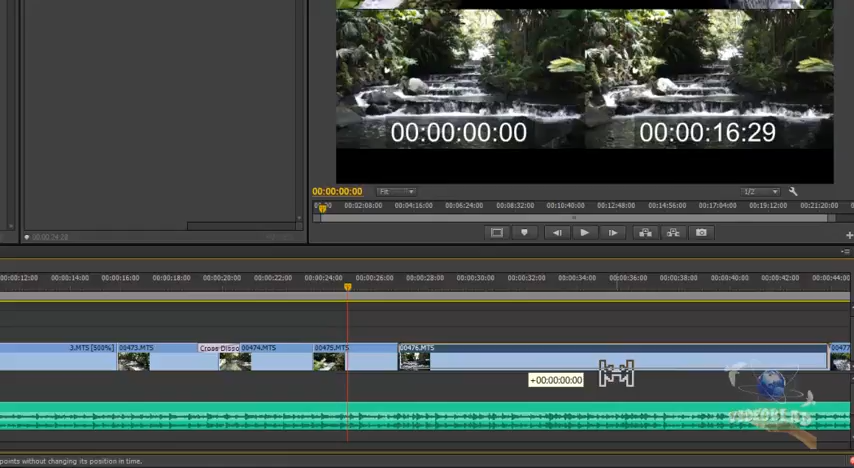 00:00:00:00
00:00:16:29
00:00:00:00
Fit
1/2
00:00 00:02:08:00 00:04:16:00 00:06:24:00 00:08:32:00 00:10:40:00 00:12:48:00 00:14:56:00 00:17:04:00 00:19:12:00 00:21:20:00
00:00:24:28
00:00:12:00 00:00:14:00 00:00:16:00 00:00:18:00 00:00:20:00 00:00:22:00 00:00:24:00 00:00:26:00 00:00:28:00 00:00:30:00 00:00:32:00 00:00:34:00 00:00:36:00 00:00:38:00 00:00:40:00 00:00:42:00 00:00:44:00
3.MTS [500%] 00473.MTS Cross Disso 00474.MTS 00475.MTS 00476.MTS 00477
+00:00:00:00
points without changing its position in time.